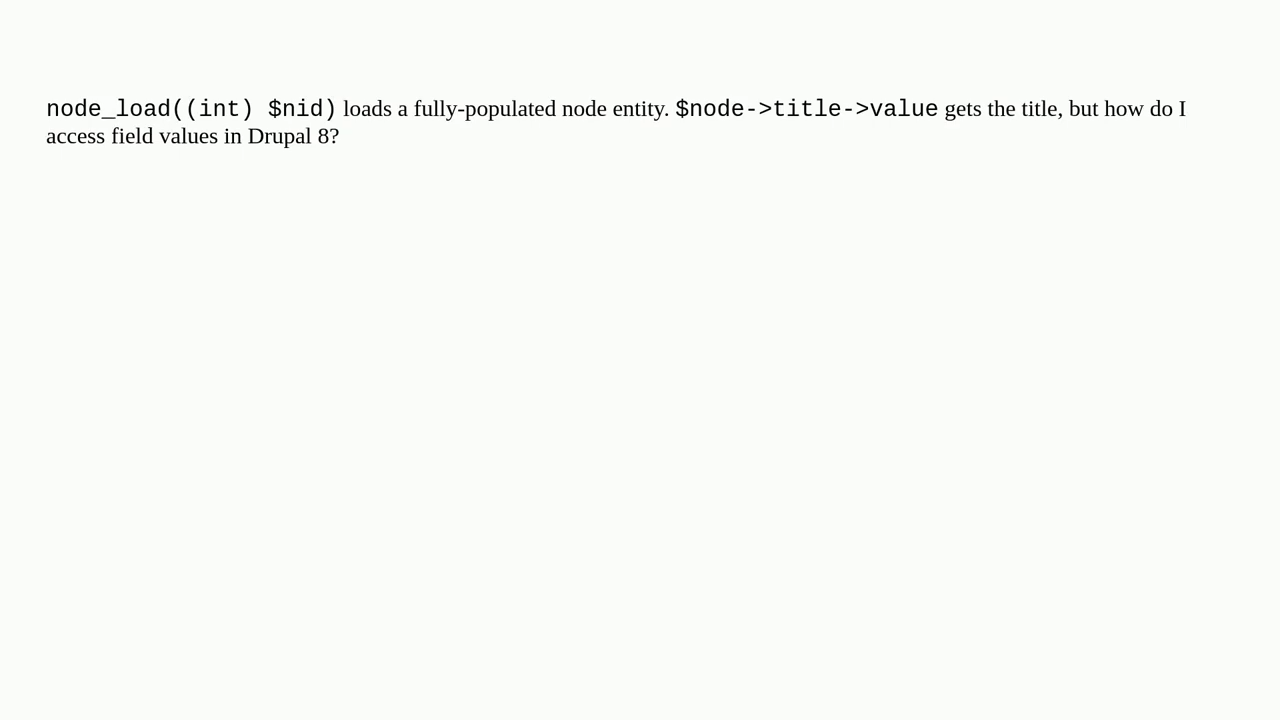 node_load((int) $nid) loads a fully-populated node entity. $node->title->value gets the title, but how do I
access field values in Drupal 8?